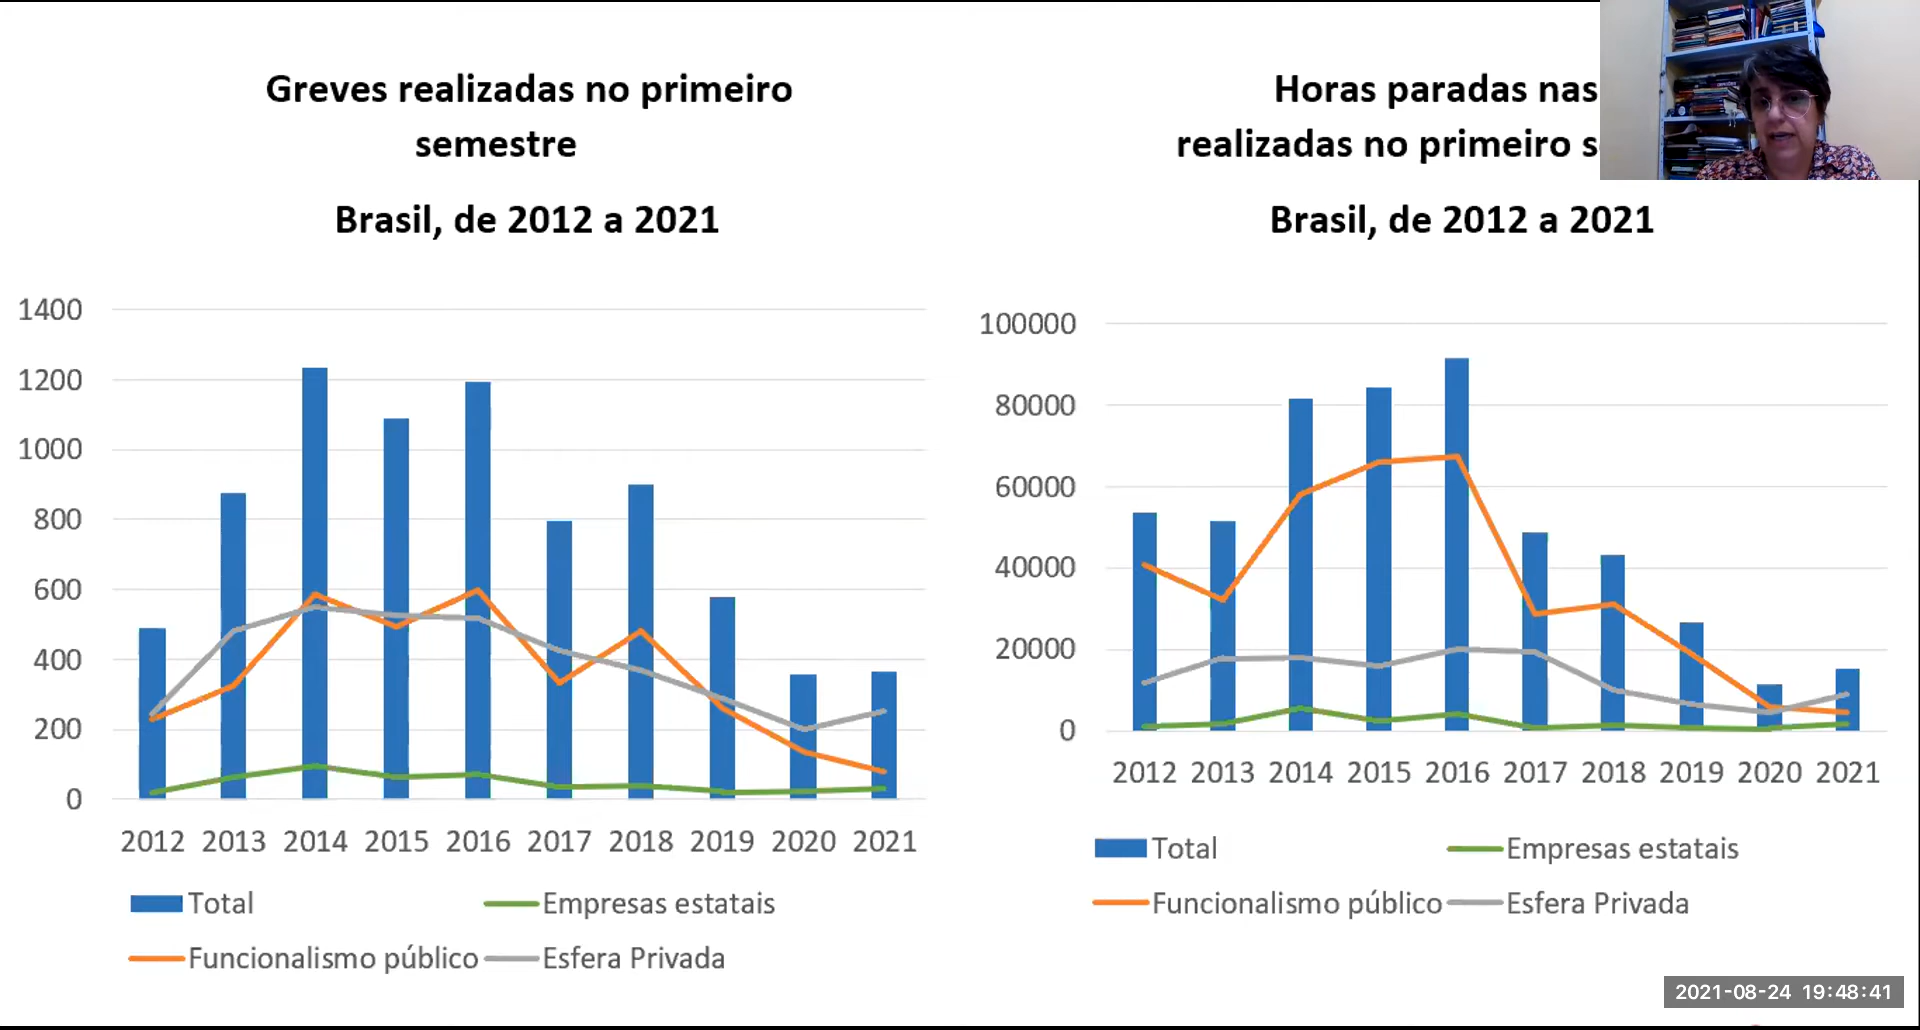 Greves realizadas no primeiro
semestre
Brasil, de 2012 a 2021
1400
1200
1000
800
600
400
200
0
2012 2013 2014 2015 2016 2017 2018 2019 2020 2021
Total
Empresas estatais
Funcionalismo público
Esfera Privada
Horas paradas nas
realizadas no primeiro
Brasil, de 2012 a 2021
100000
80000
60000
40000
20000
0
2012 2013 2014 2015 2016 2017 2018 2019 2020 2021
Total
Empresas estatais
Funcionalismo público
Esfera Privada
2021-08-24 19:48:41